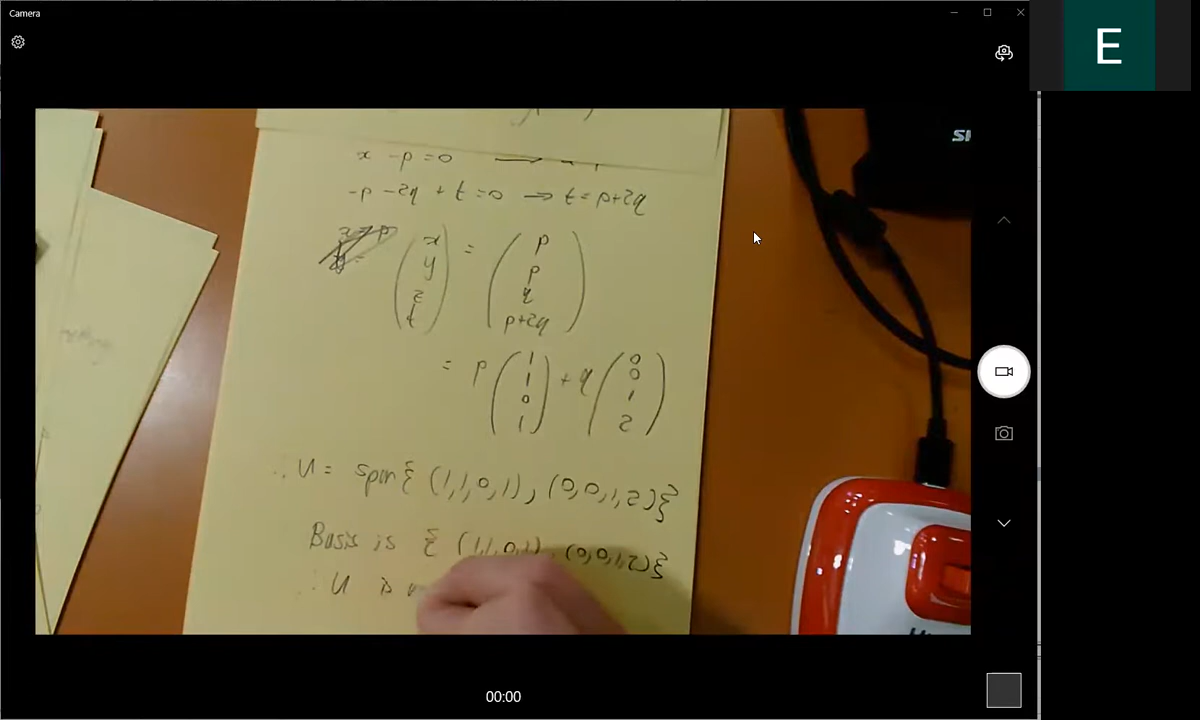 Camera
E
x - p = 0 →
-p - 2q + t = 0 → t = p+2q
x = p
y =
(x y z t) = (p p q p+2q)
= p (1 1 0 1) + q (0 0 1 2)
∴ U = span{ (1,1,0,1), (0,0,1,2)}
Basis is { (1,1,0,1), (0,0,1,2)}
∴ U is
00:00